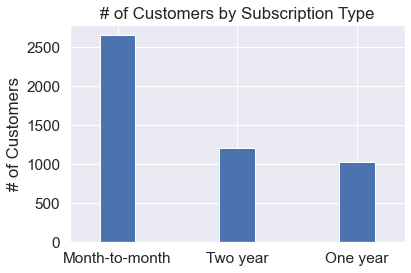 # of Customers by Subscription Type
# of Customers
2500
2000
1500
1000
500
0
Month-to-month Two year One year